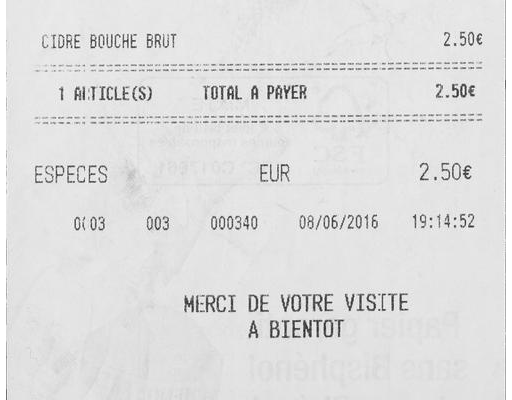 CIDRE BOUCHE BRUT 2.50€
1 ARTICLE(S) TOTAL A PAYER 2.50€
ESPECES EUR 2.50€
0003 003 000340 08/06/2016 19:14:52
MERCI DE VOTRE VISITE
A BIENTOT